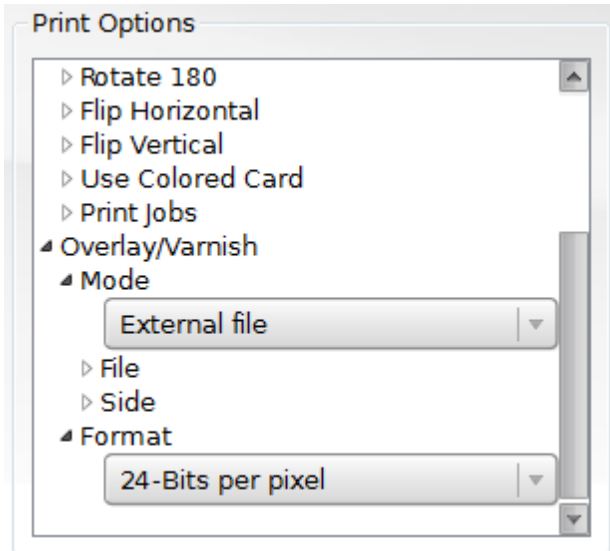 Print Options
Rotate 180
Flip Horizontal
Flip Vertical
Use Colored Card
Print Jobs
Overlay/Varnish
Mode
External file
File
Side
Format
24-Bits per pixel